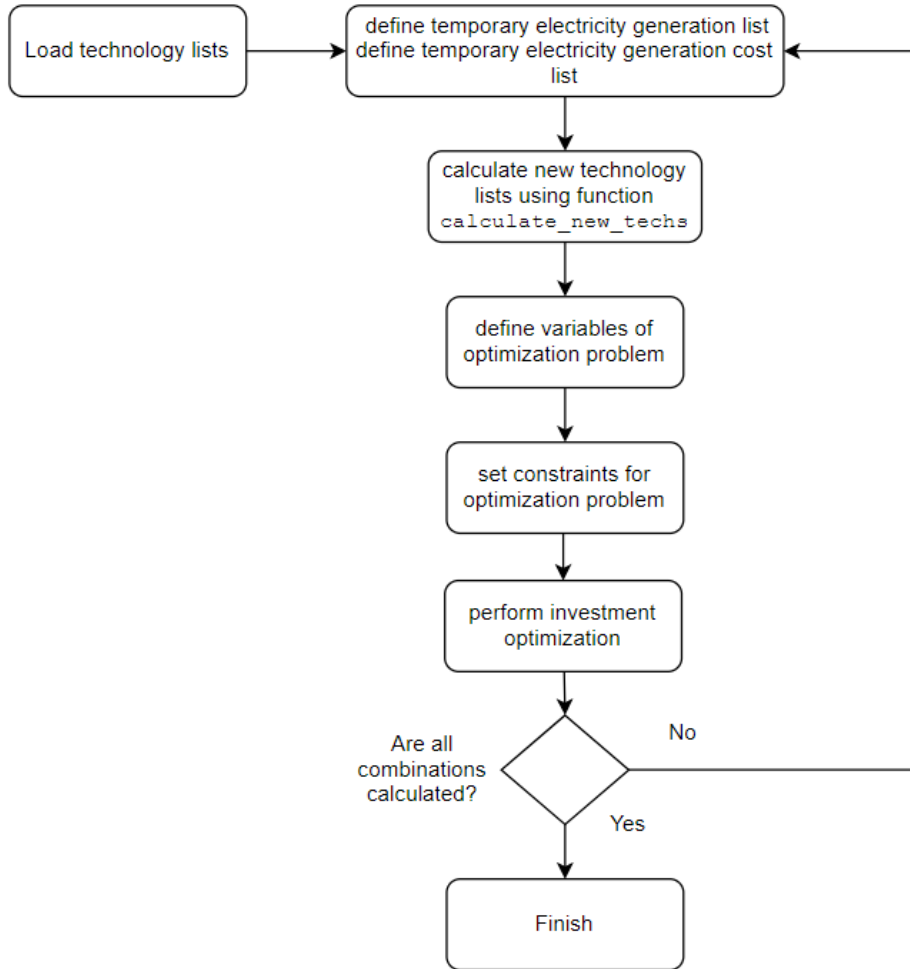 Load technology lists
define temporary electricity generation list
define temporary electricity generation cost
list
calculate new technology
lists using function
calculate_new_techs
define variables of
optimization problem
set constraints for
optimization problem
perform investment
optimization
Are all
combinations
calculated?
No
Yes
Finish